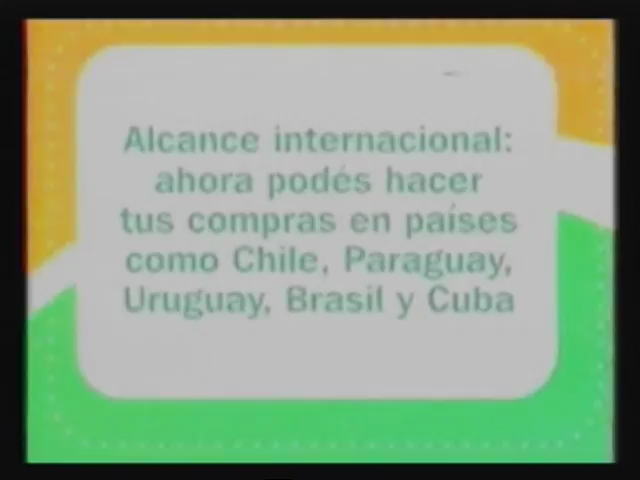 Alcance internacional:
ahora podés hacer
tus compras en países
como Chile, Paraguay,
Uruguay, Brasil y Cuba